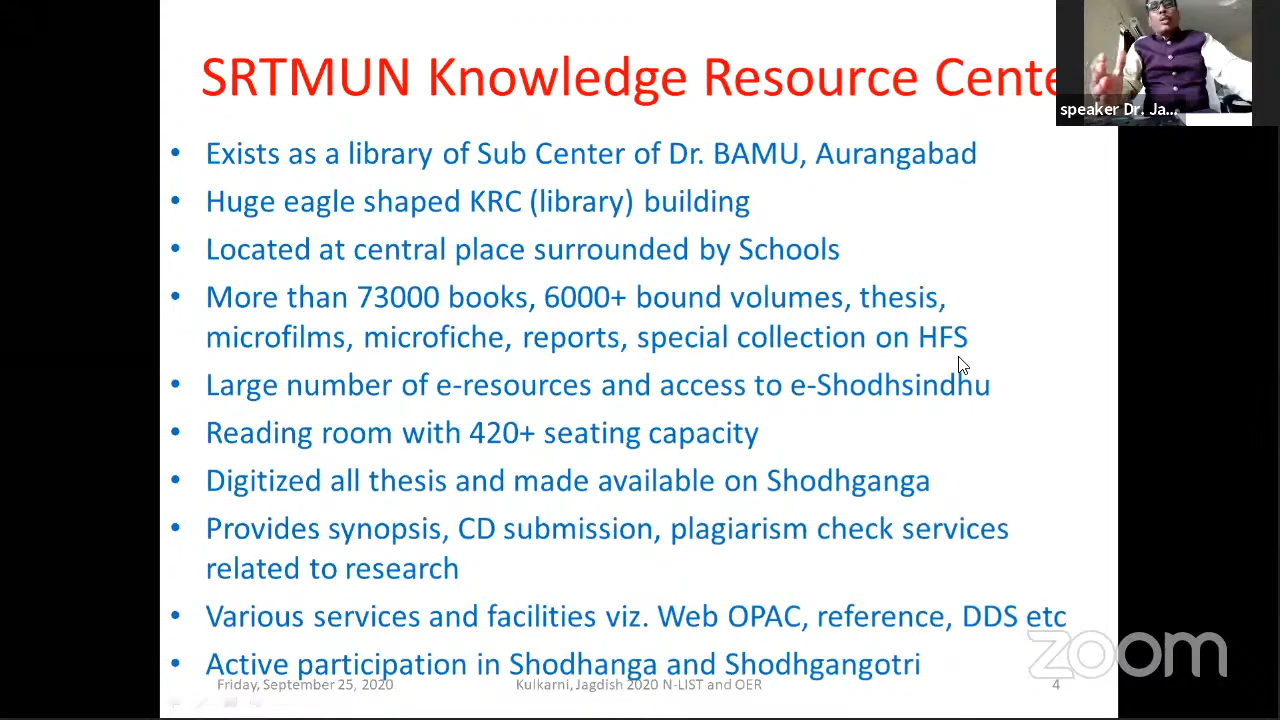 SRTMUN Knowledge Resource Cente
speaker Dr. Ja...
• Exists as a library of Sub Center of Dr. BAMU, Aurangabad
• Huge eagle shaped KRC (library) building
• Located at central place surrounded by Schools
• More than 73000 books, 6000+ bound volumes, thesis,
microfilms, microfiche, reports, special collection on HFS
• Large number of e-resources and access to e-Shodhsindhu
• Reading room with 420+ seating capacity
• Digitized all thesis and made available on Shodhganga
• Provides synopsis, CD submission, plagiarism check services
related to research
• Various services and facilities viz. Web OPAC, reference, DDS etc
• Active participation in Shodhanga and Shodhgangotri
zoom
Friday, September 25, 2020 Kulkarni, Jagdish 2020 N-LIST and OER 4